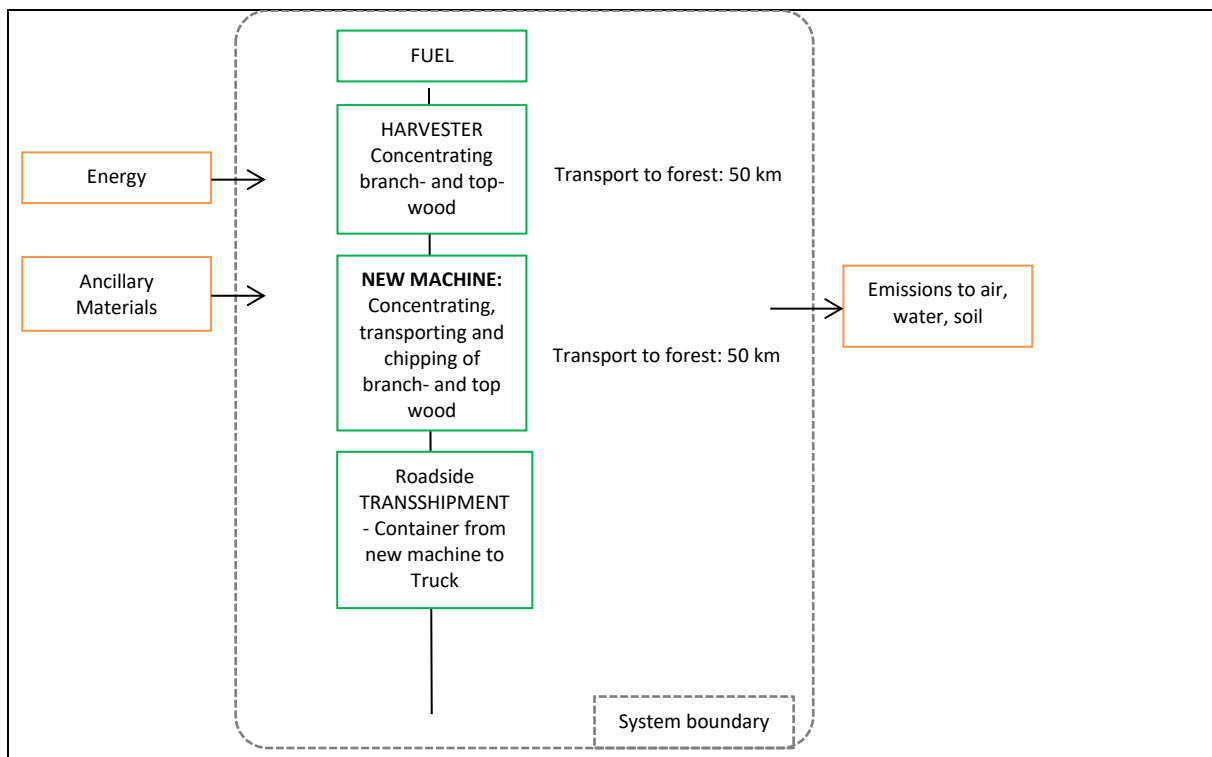 FUEL
HARVESTER
Concentrating
branch- and top-
wood
Energy
Transport to forest: 50 km
Ancillary
Materials
NEW MACHINE:
Concentrating,
transporting and
chipping of
branch- and top
wood
Emissions to air,
water, soil
Transport to forest: 50 km
Roadside
TRANSSHIPMENT
- Container from
new machine to
Truck
System boundary